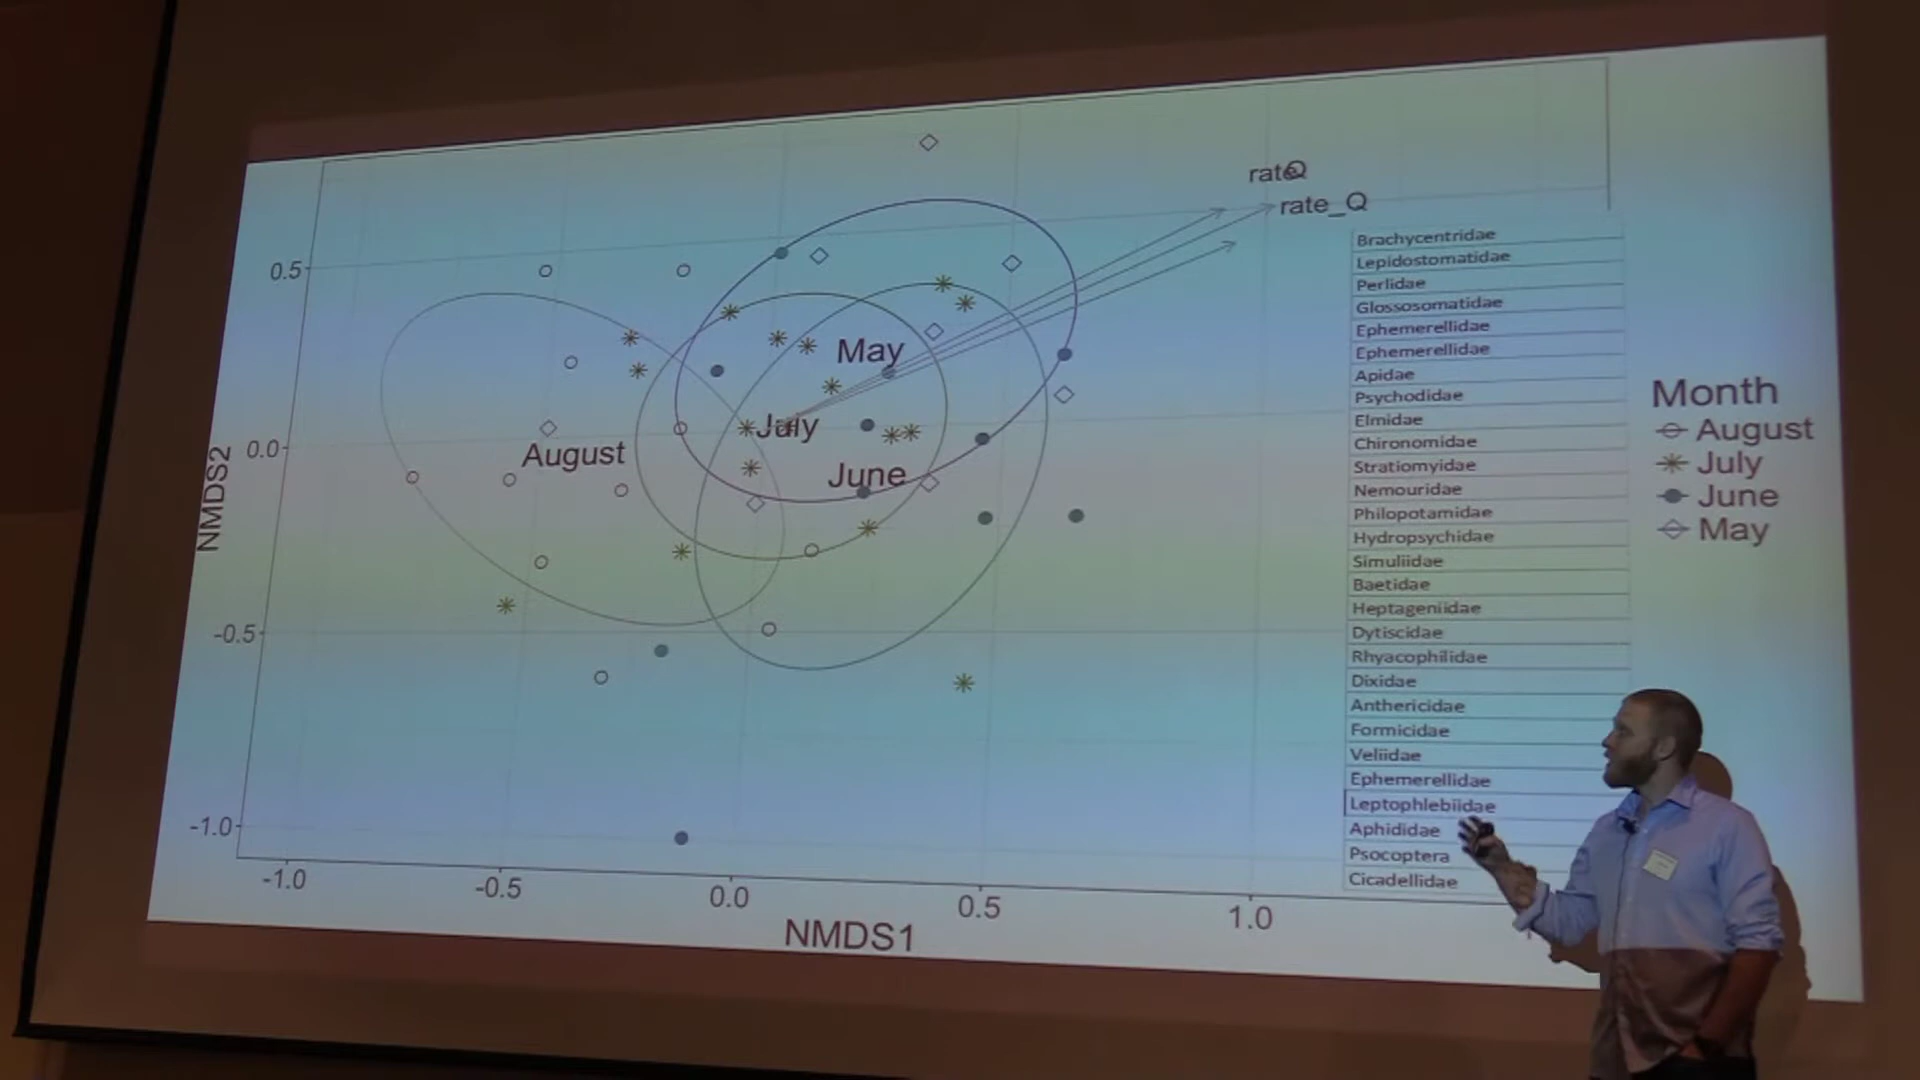 rateQ
rate_Q
0.5
0.0
-0.5
-1.0
NMDS2
May
July
August
June
-1.0
-0.5
0.0
0.5
1.0
NMDS1
Brachycentridae
Lepidostomatidae
Perlidae
Glossosomatidae
Ephemerellidae
Ephemerellidae
Apidae
Psychodidae
Elmidae
Chironomidae
Stratiomyidae
Nemouridae
Philopotamidae
Hydropsychidae
Simuliidae
Baetidae
Heptageniidae
Dytiscidae
Rhyacophilidae
Dixidae
Anthericidae
Formicidae
Veliidae
Ephemerellidae
Leptophlebiidae
Aphididae
Psocoptera
Cicadellidae
Month
August
July
June
May